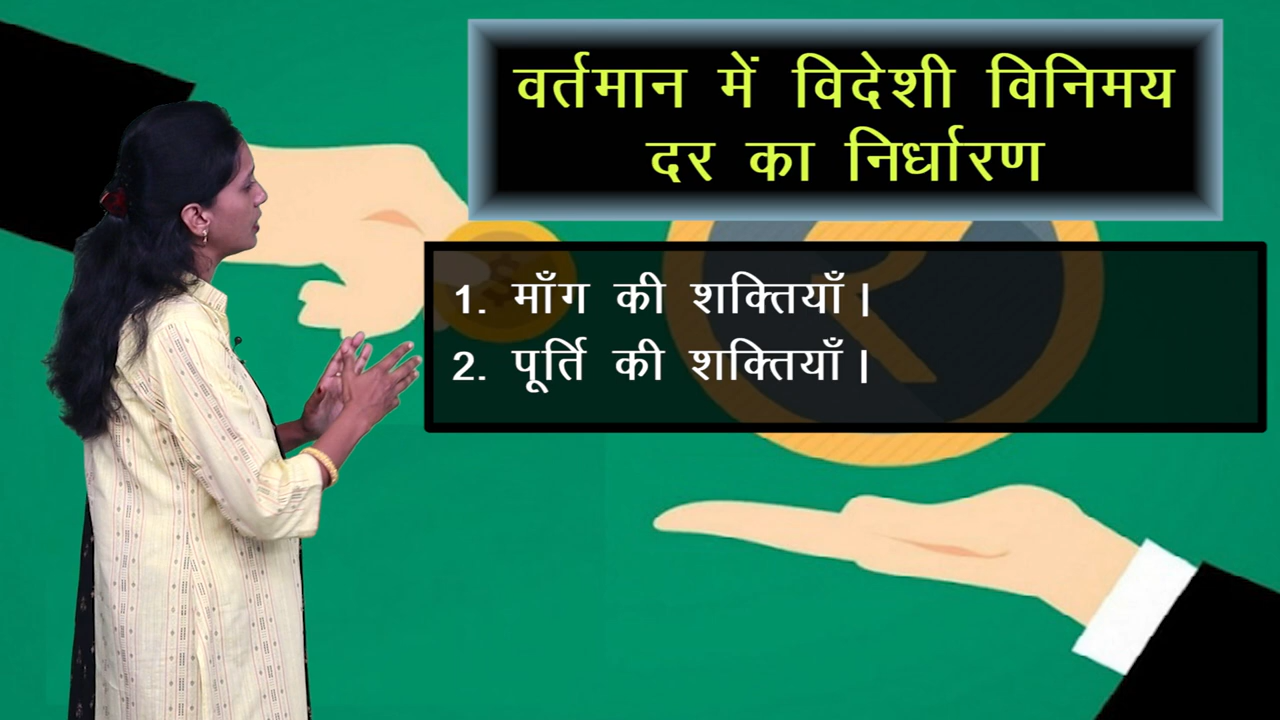 वर्तमान में विदेशी विनिमय
दर का निर्धारण
1. माँग की शक्तियाँ।
2. पूर्ति की शक्तियाँ।